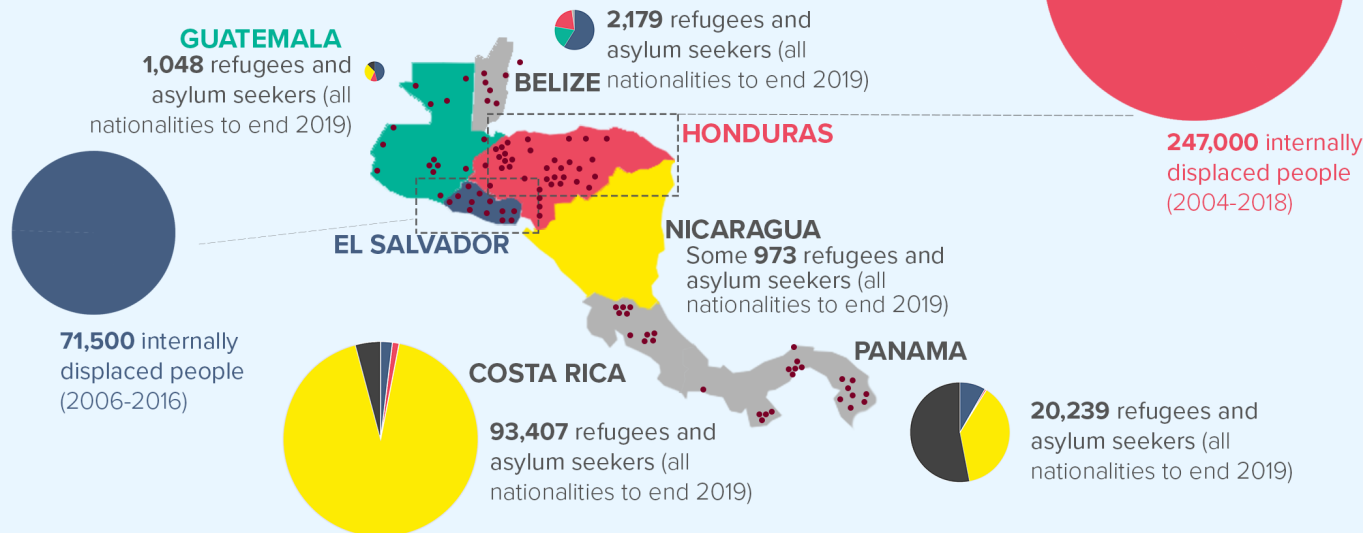 GUATEMALA
1,048 refugees and
asylum seekers (all
nationalities to end 2019)
2,179 refugees and
asylum seekers (all
nationalities to end 2019)
BELIZE
HONDURAS
247,000 internally
displaced people
(2004-2018)
EL SALVADOR
71,500 internally
displaced people
(2006-2016)
NICARAGUA
Some 973 refugees and
asylum seekers (all
nationalities to end 2019)
COSTA RICA
93,407 refugees and
asylum seekers (all
nationalities to end 2019)
PANAMA
20,239 refugees and
asylum seekers (all
nationalities to end 2019)